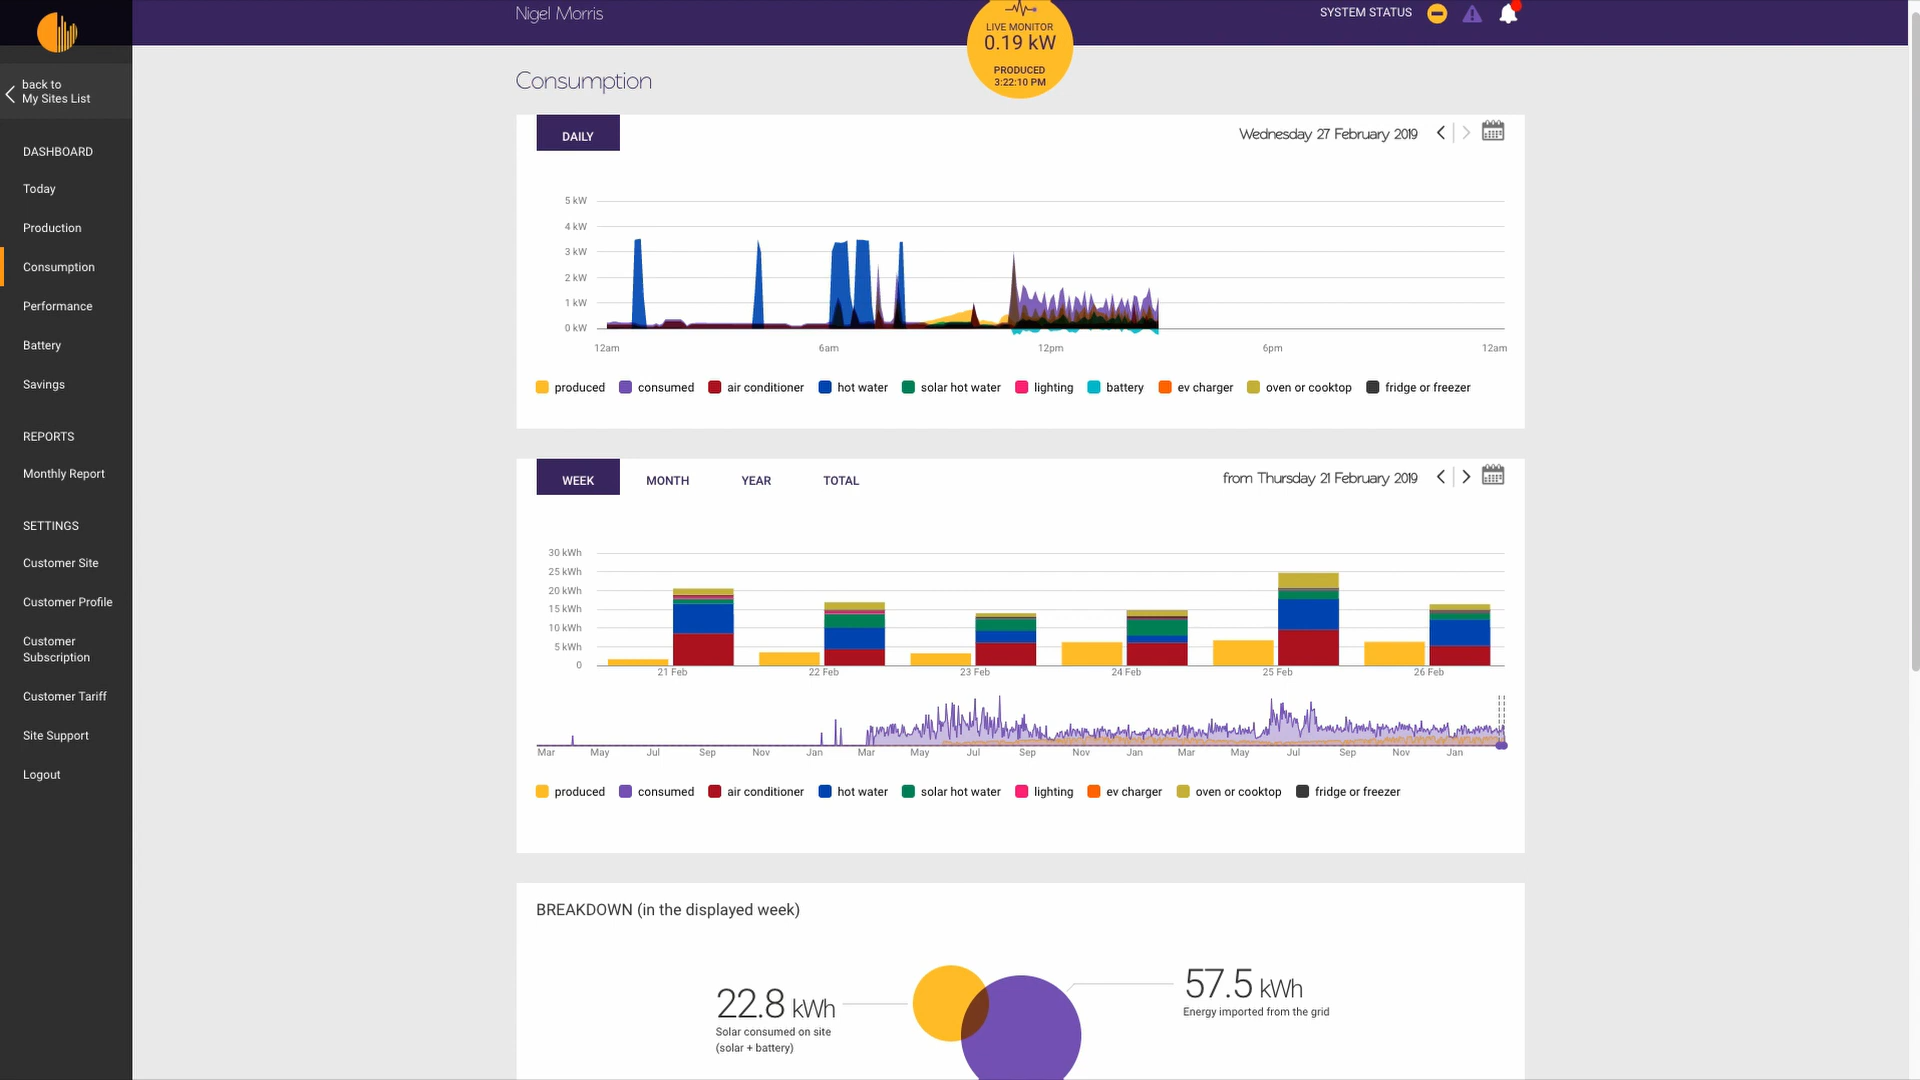 Nigel Morris
LIVE MONITOR
0.19 kW
PRODUCED
3:22:10 PM
SYSTEM STATUS
back to
My Sites List
DASHBOARD
Today
Production
Consumption
Performance
Battery
Savings
REPORTS
Monthly Report
SETTINGS
Customer Site
Customer Profile
Customer
Subscription
Customer Tariff
Site Support
Logout
Consumption
DAILY
Wednesday 27 February 2019
5 kW
4 kW
3 kW
2 kW
1 kW
0 kW
12am 6am 12pm 6pm 12am
produced consumed air conditioner hot water solar hot water lighting battery ev charger oven or cooktop fridge or freezer
WEEK MONTH YEAR TOTAL
from Thursday 21 February 2019
30 kWh
25 kWh
20 kWh
15 kWh
10 kWh
5 kWh
0
21 Feb 22 Feb 23 Feb 24 Feb 25 Feb 26 Feb
Mar May Jul Sep Nov Jan Mar May Jul Sep Nov Jan Mar May Jul Sep Nov Jan
produced consumed air conditioner hot water solar hot water lighting ev charger oven or cooktop fridge or freezer
BREAKDOWN (in the displayed week)
22.8 kWh
Solar consumed on site
(solar + battery)
57.5 kWh
Energy imported from the grid